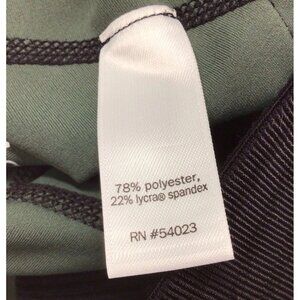 78% polyester,
22% lycra® spandex
RN #54023